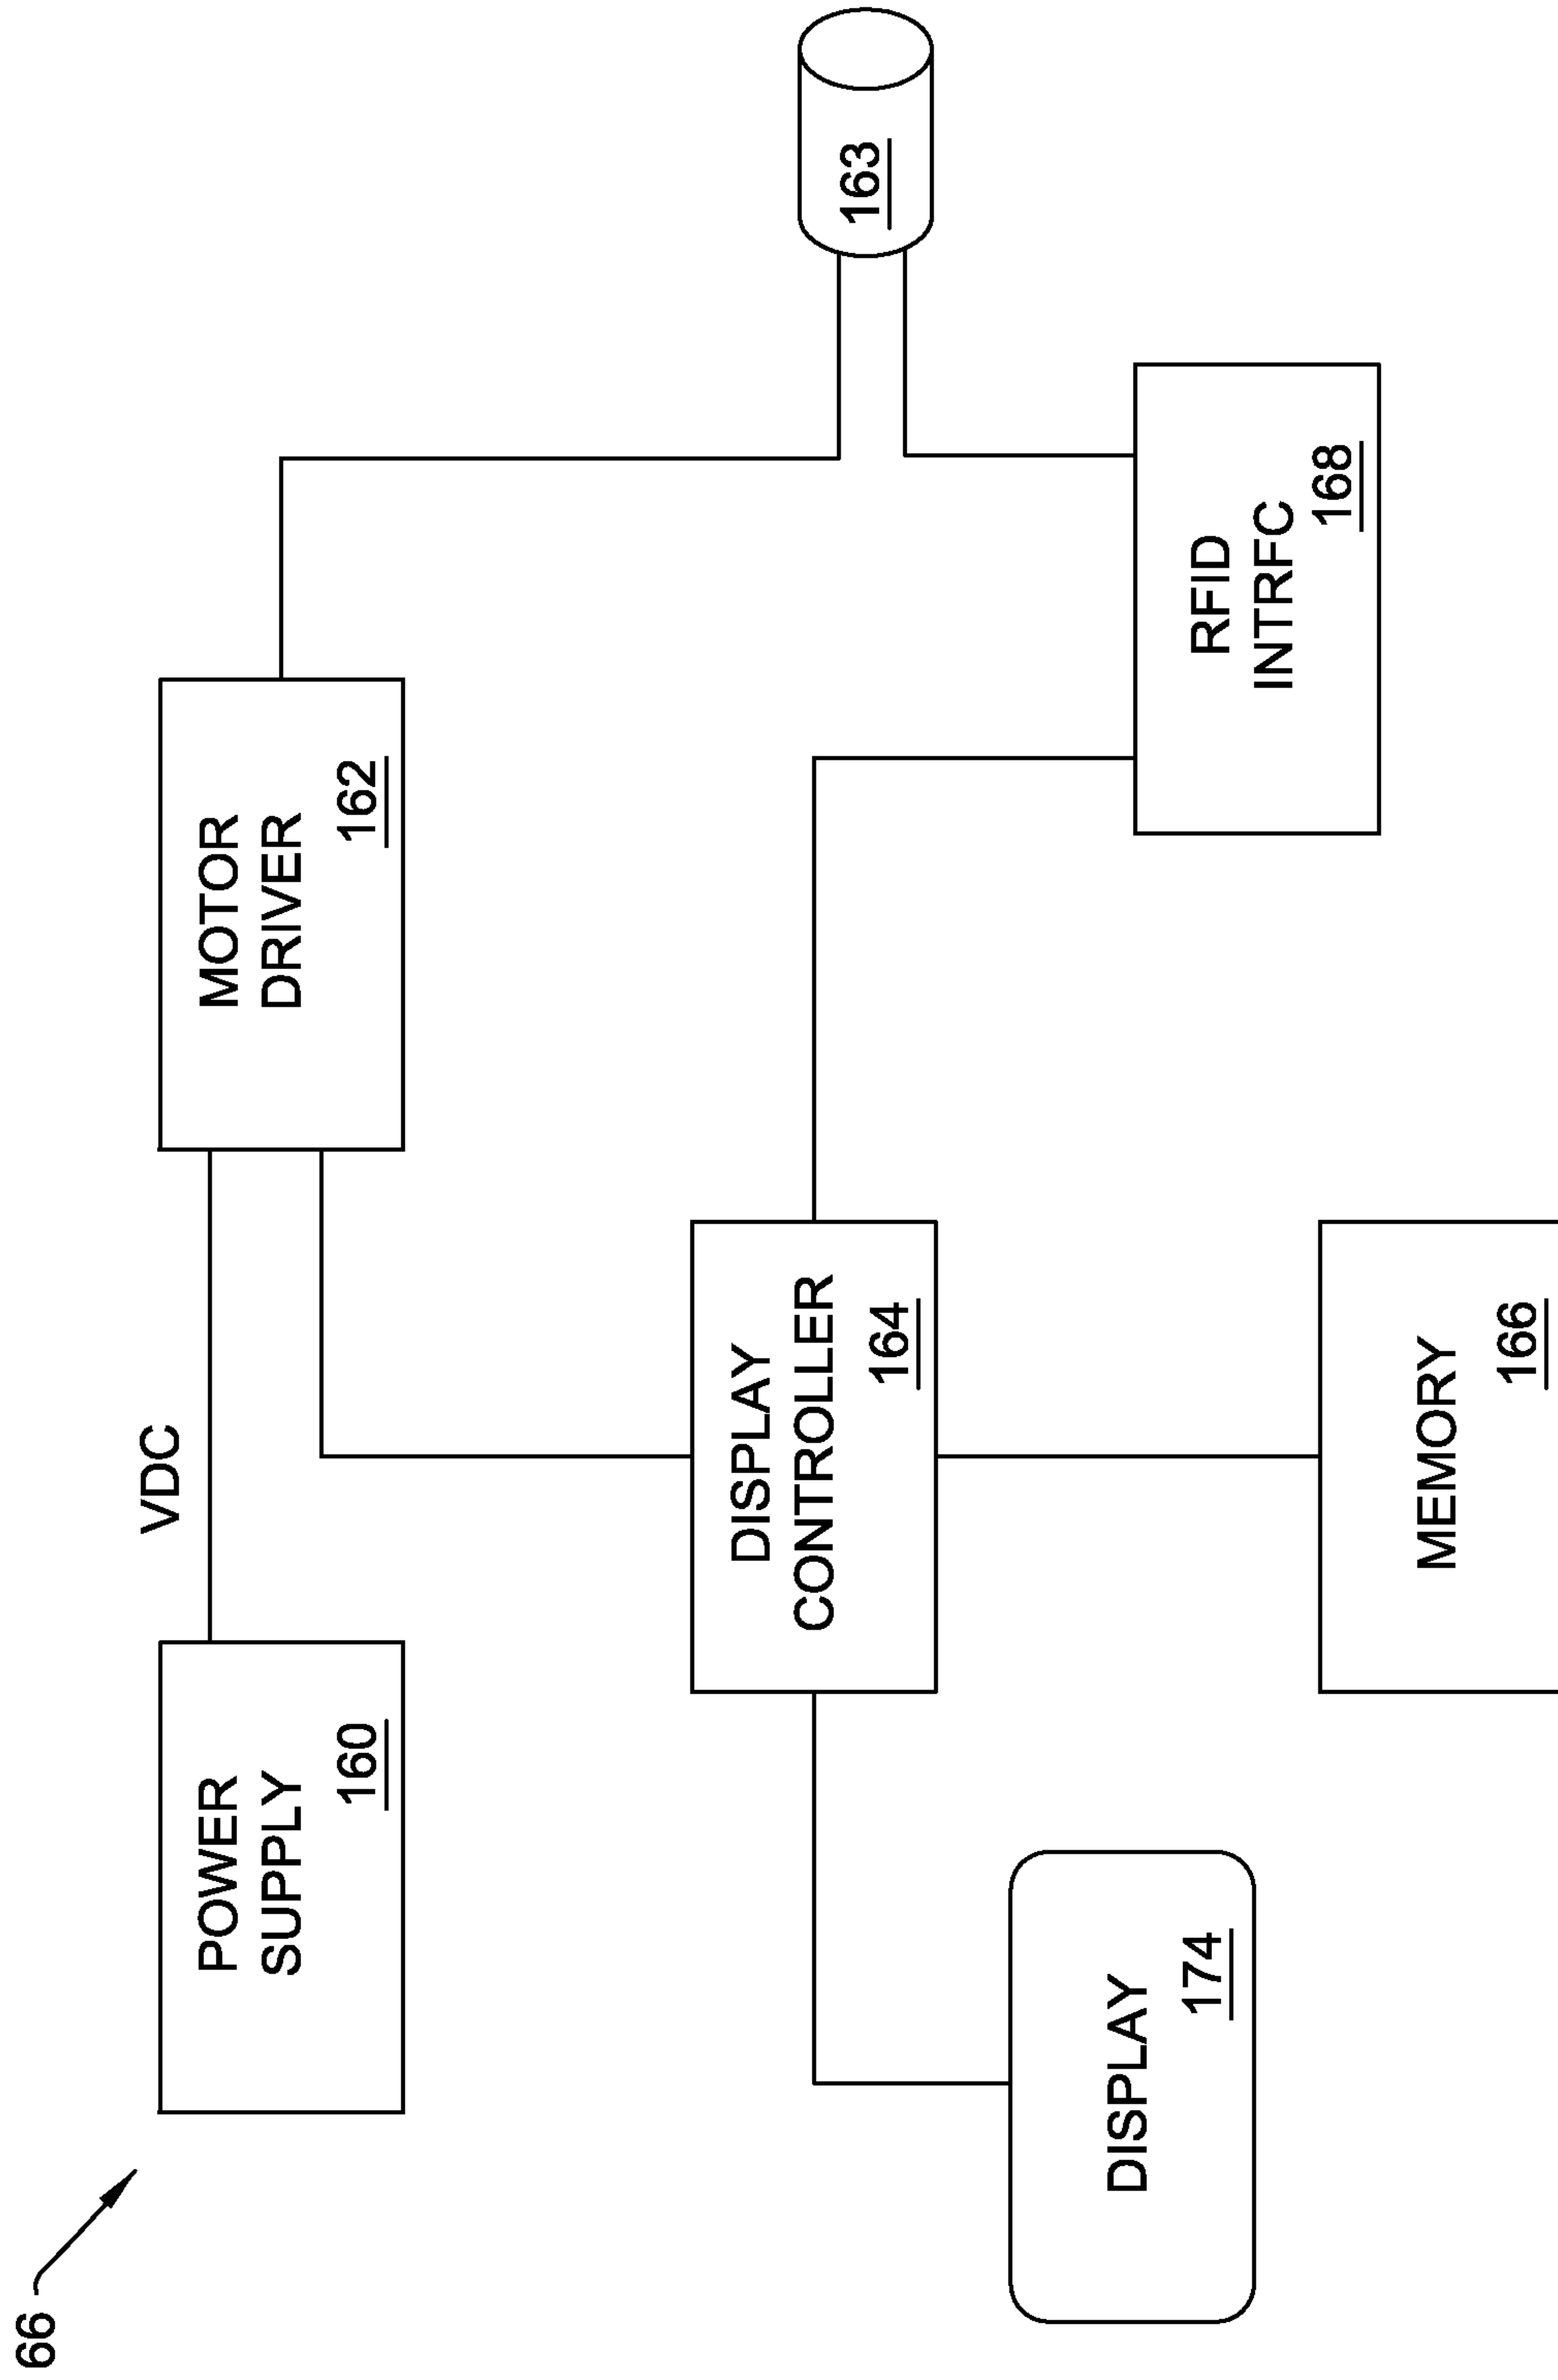 66
POWER
SUPPLY
160
VDC
MOTOR
DRIVER
162
163
DISPLAY
CONTROLLER
164
RFID
INTRFC
168
DISPLAY
174
MEMORY
166